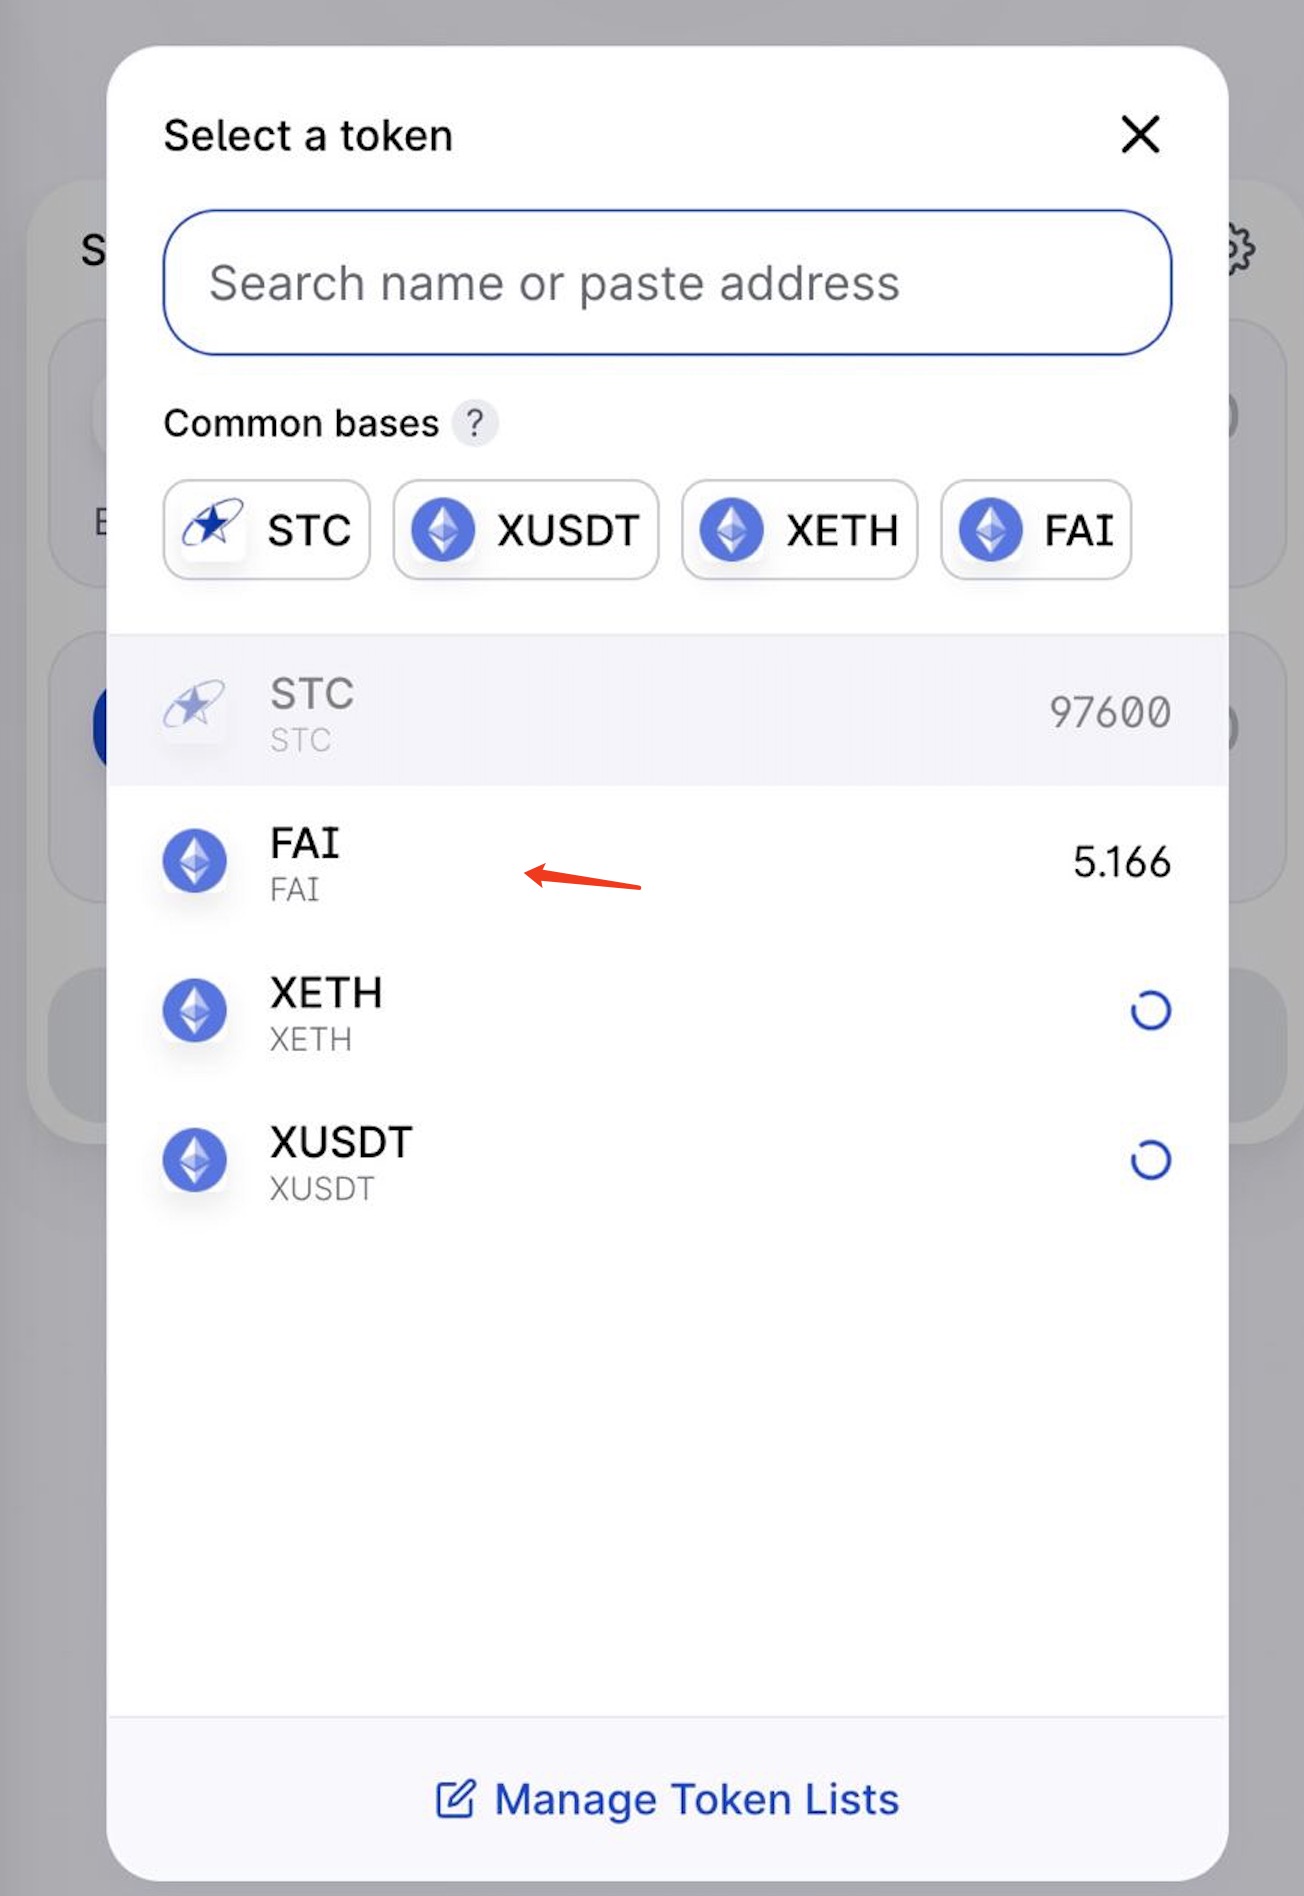 Select a token
S
Search name or paste address
Common bases ?
E
STC XUSDT XETH FAI
STC 97600
STC
FAI 5.166
FAI
XETH
XETH
XUSDT
XUSDT
Manage Token Lists